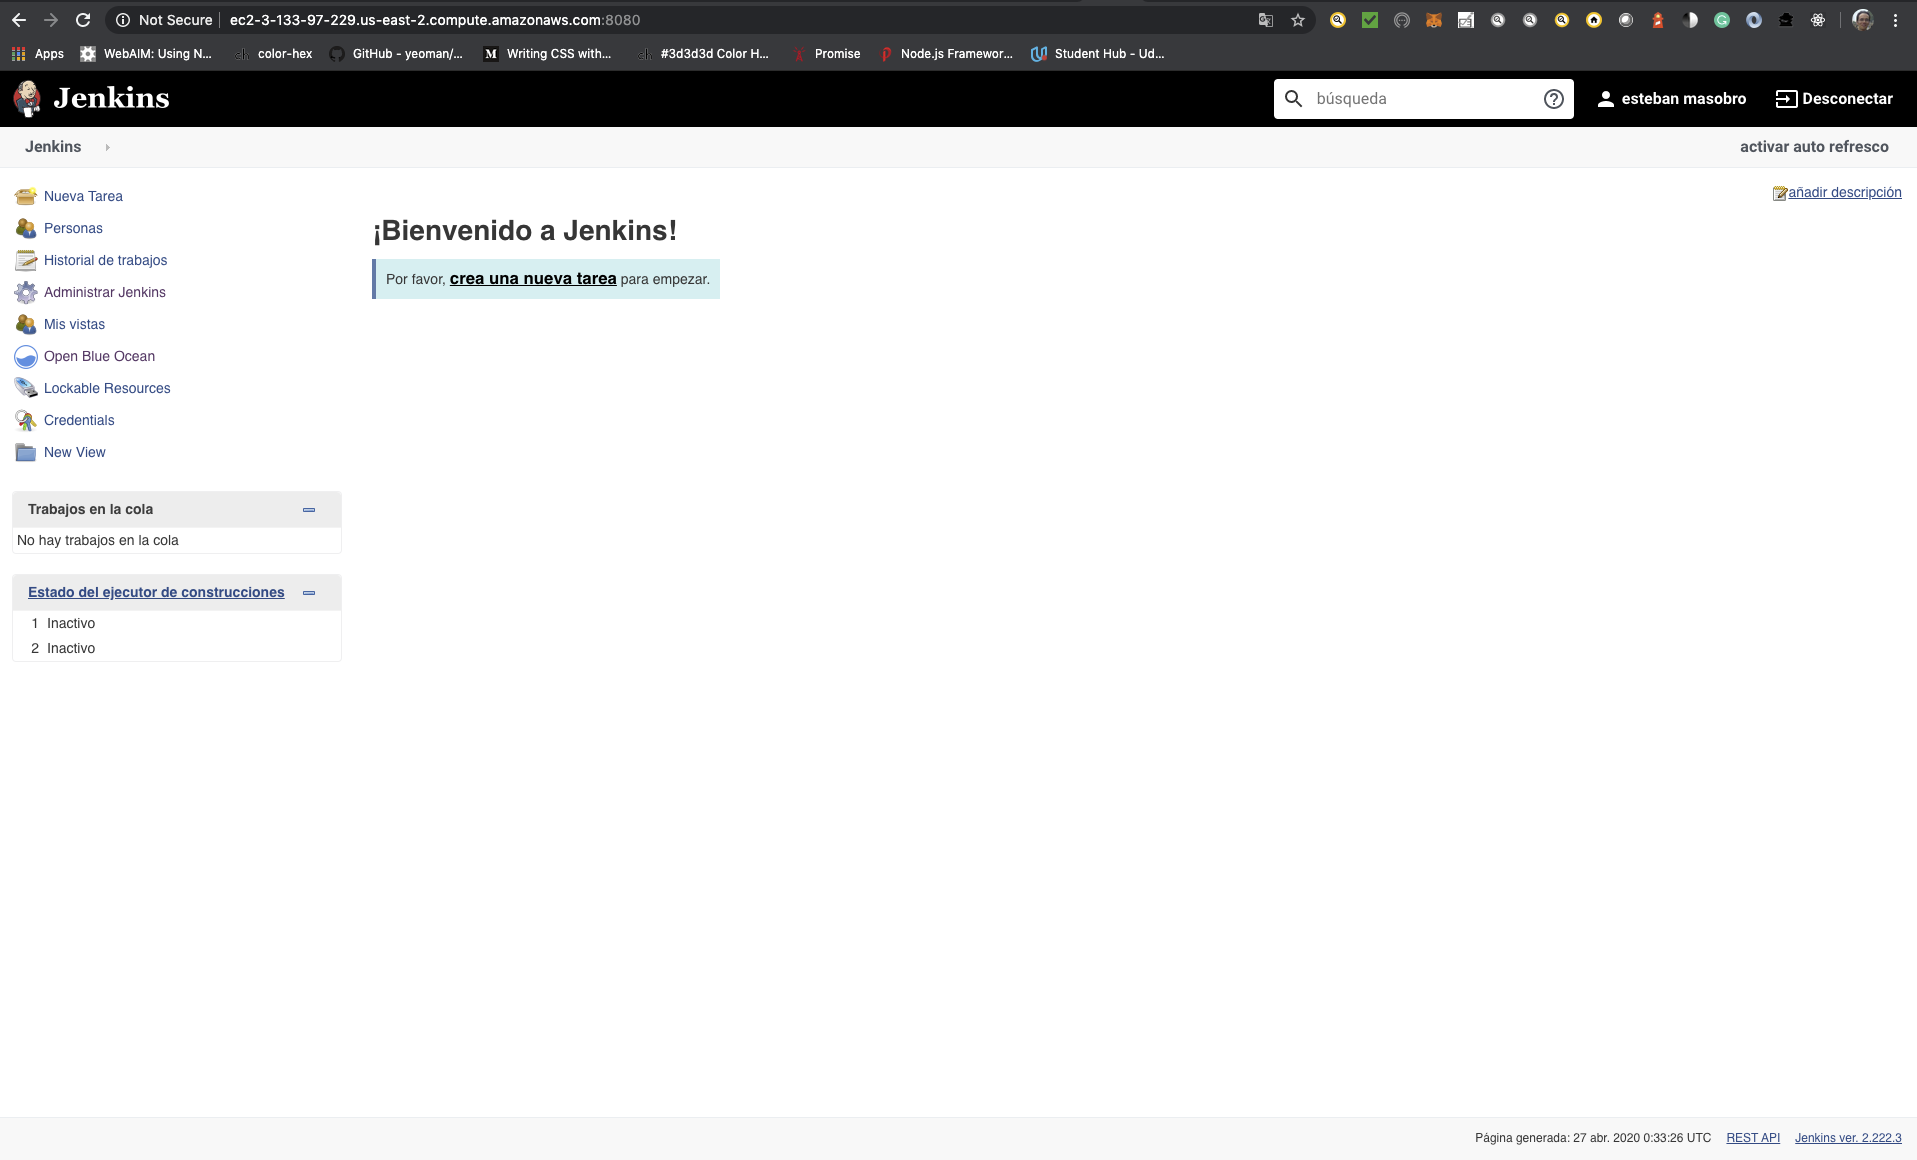 Not Secure ec2-3-133-97-229.us-east-2.compute.amazonaws.com:8080
Apps WebAIM: Using N... color-hex GitHub - yeoman/... Writing CSS with... #3d3d3d Color H... Promise Node.js Framewor... Student Hub - Ud...
Jenkins búsqueda esteban masobro Desconectar
Jenkins activar auto refresco
añadir descripción
Nueva Tarea
Personas
Historial de trabajos
Administrar Jenkins
Mis vistas
Open Blue Ocean
Lockable Resources
Credentials
New View
Trabajos en la cola
No hay trabajos en la cola
Estado del ejecutor de construcciones
1 Inactivo
2 Inactivo
¡Bienvenido a Jenkins!
Por favor, crea una nueva tarea para empezar.
Página generada: 27 abr. 2020 0:33:26 UTC REST API Jenkins ver. 2.222.3